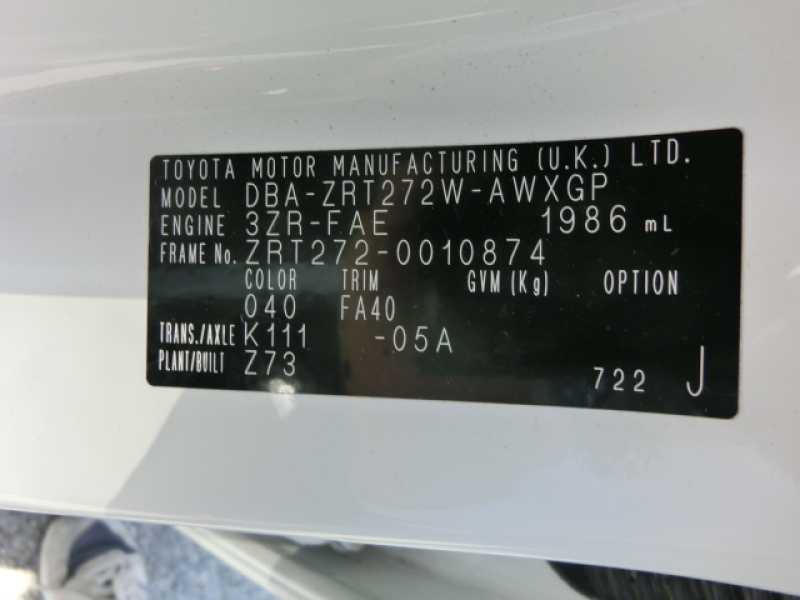 TOYOTA MOTOR MANUFACTURING (U.K.) LTD.
MODEL DBA-ZRT272W-AWXGP
ENGINE 3ZR-FAE 1986 mL
FRAME No. ZRT272-0010874
COLOR TRIM GVM (Kg) OPTION
040 FA40
TRANS./AXLE K111 -05A
PLANT/BUILT Z73
722 J